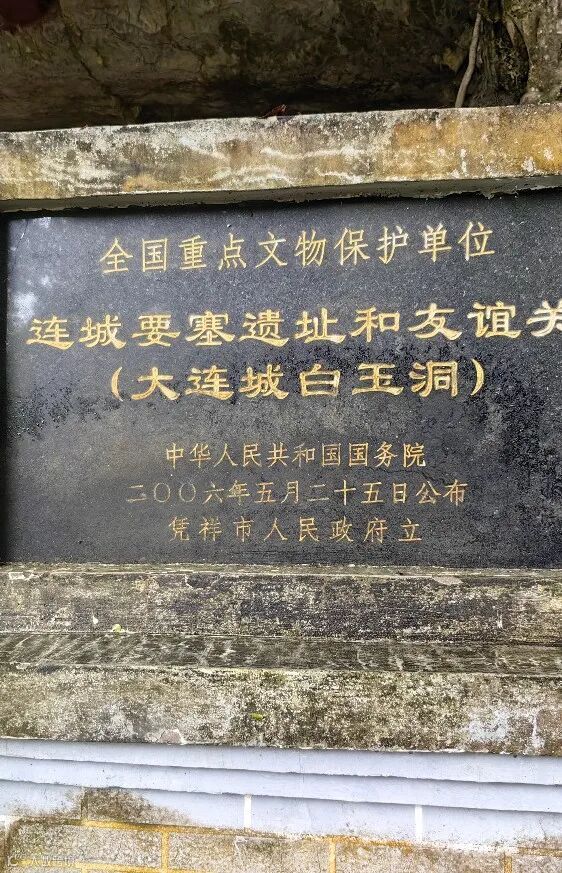 全国重点文物保护单位
连城要塞遗址和友谊关
(大连城白玉洞)
中华人民共和国国务院
二〇〇六年五月二十五日公布
凭祥市人民政府立